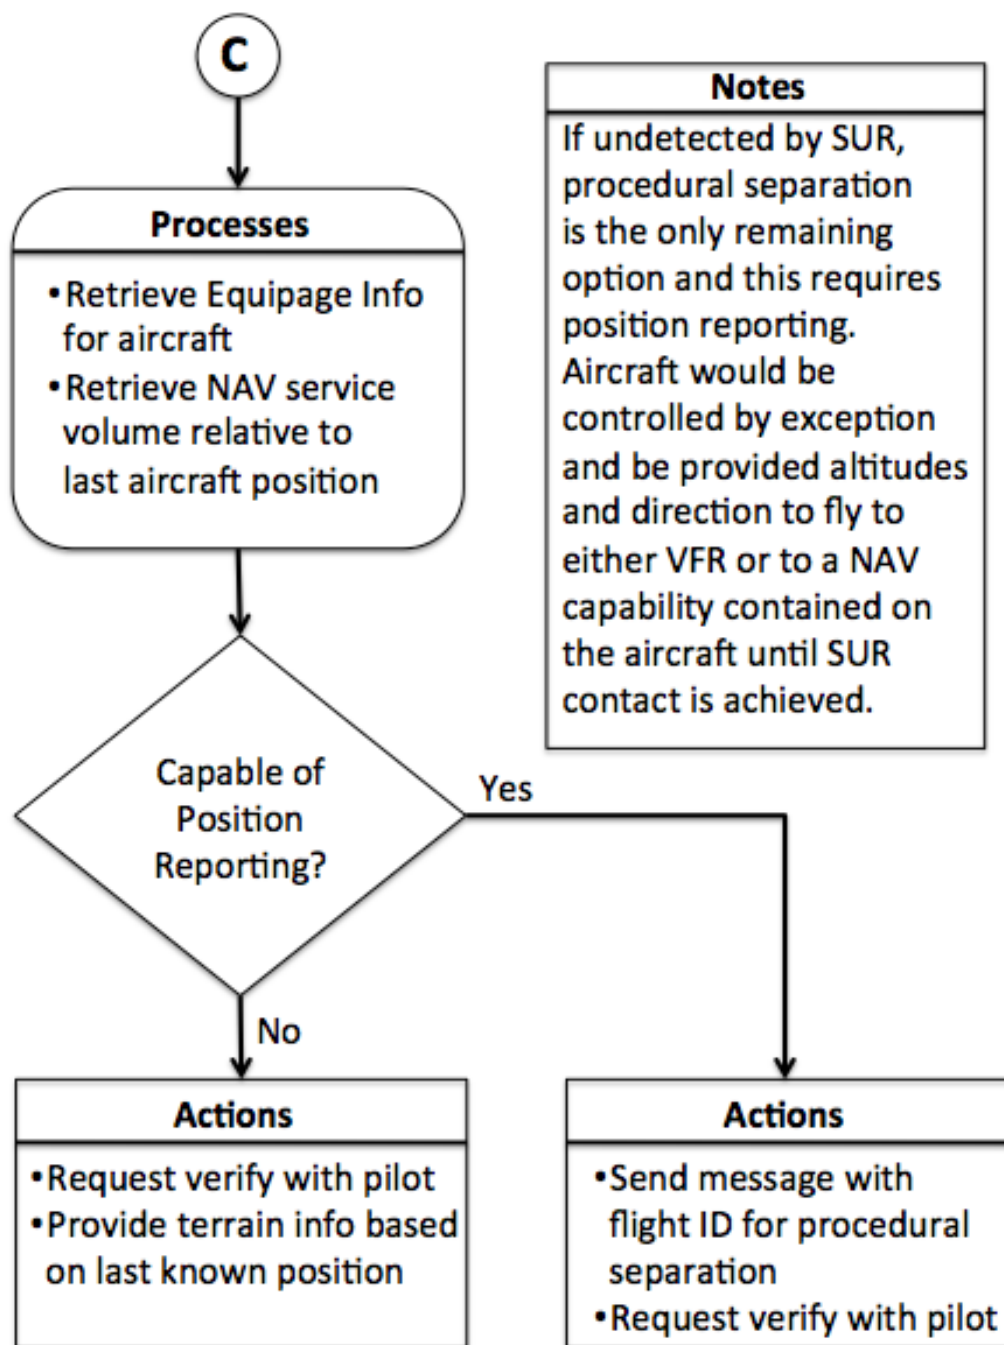 C
Processes
•Retrieve Equipage Info
for aircraft
•Retrieve NAV service
volume relative to
last aircraft position
Notes
If undetected by SUR,
procedural separation
is the only remaining
option and this requires
position reporting.
Aircraft would be
controlled by exception
and be provided altitudes
and direction to fly to
either VFR or to a NAV
capability contained on
the aircraft until SUR
contact is achieved.
Capable of
Position
Reporting?
Yes
No
Actions
•Request verify with pilot
•Provide terrain info based
on last known position
Actions
•Send message with
flight ID for procedural
separation
•Request verify with pilot